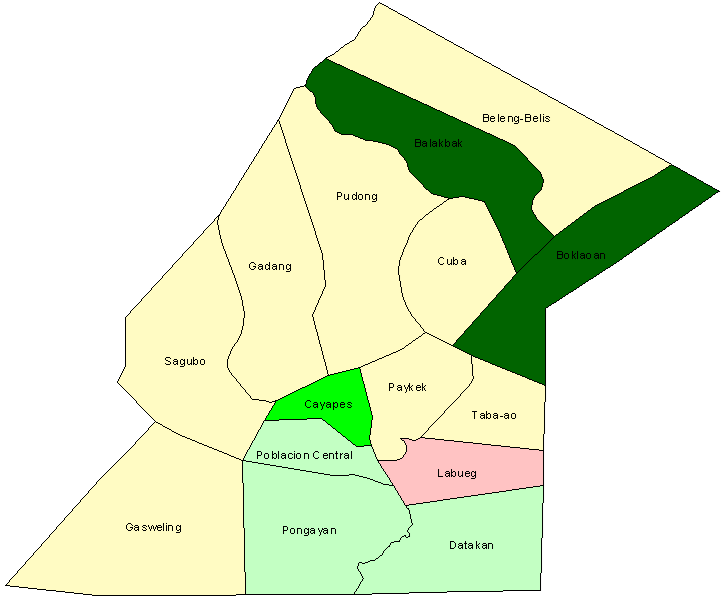 Beleng-Belis
Balakbak
Pudong
Boklaoan
Cuba
Gadang
Sagubo
Paykek
Cayapes
Taba-ao
Poblacion Central
Labueg
Gasweling
Pongayan
Datakan